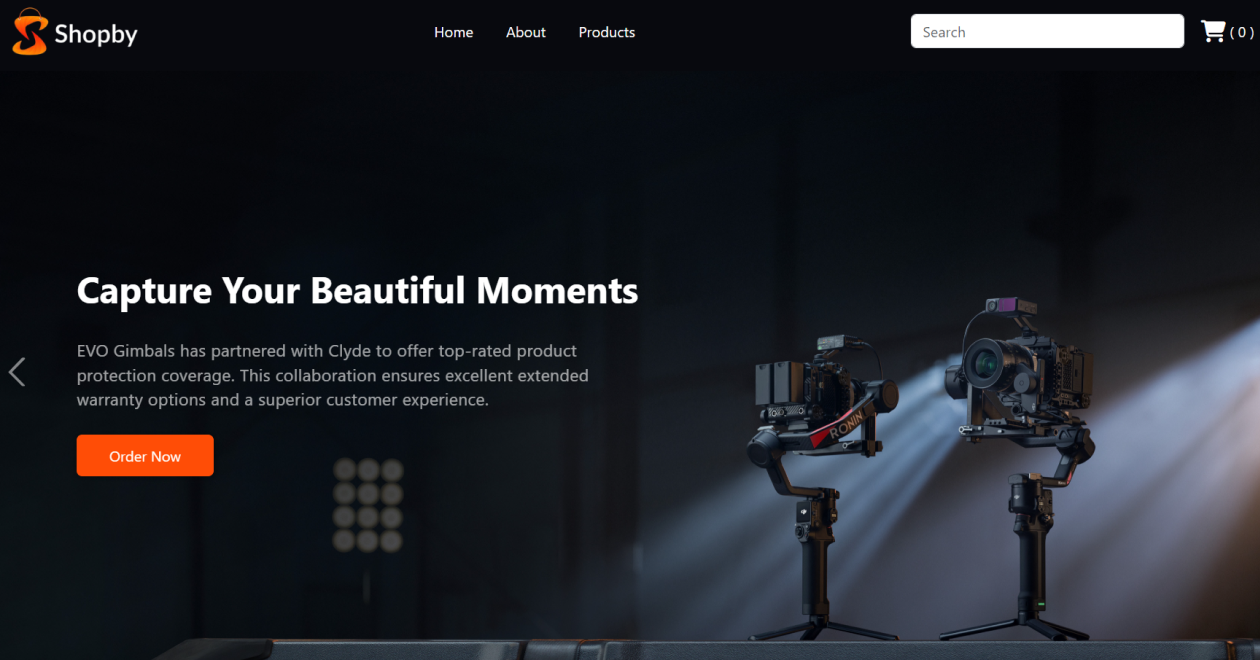 Shopby
Home
About
Products
Search
( 0 )
Capture Your Beautiful Moments
EVO Gimbals has partnered with Clyde to offer top-rated product
protection coverage. This collaboration ensures excellent extended
warranty options and a superior customer experience.
Order Now
RONIN